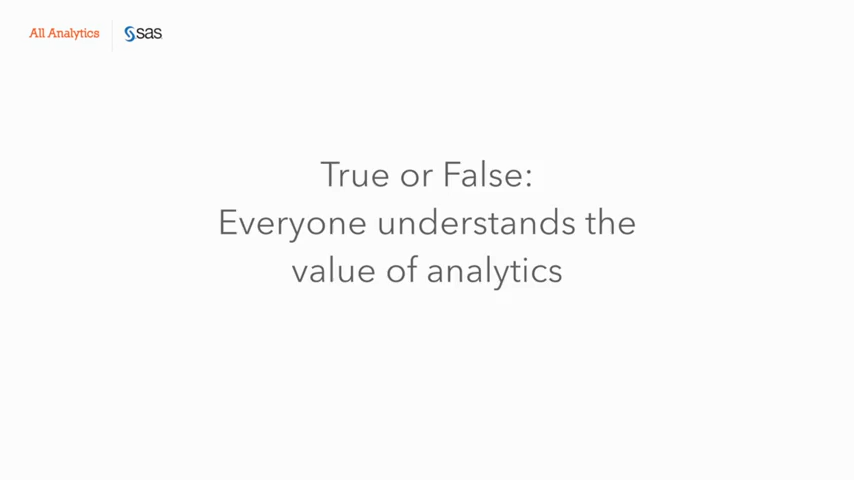 All Analytics
sas
True or False:
Everyone understands the
value of analytics